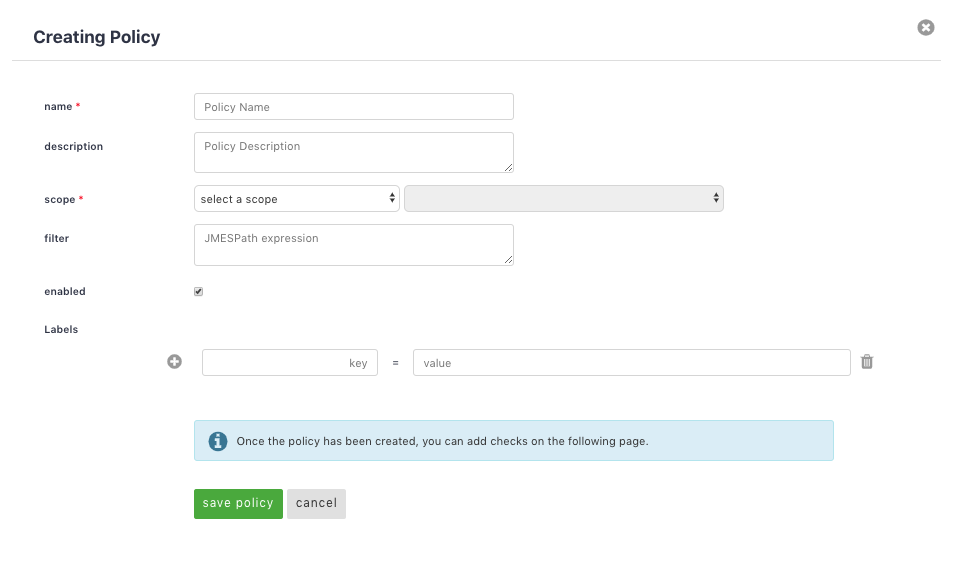 Creating Policy
name *
Policy Name
description
Policy Description
scope *
select a scope
filter
JMESPath expression
enabled
Labels
key = value
Once the policy has been created, you can add checks on the following page.
save policy cancel